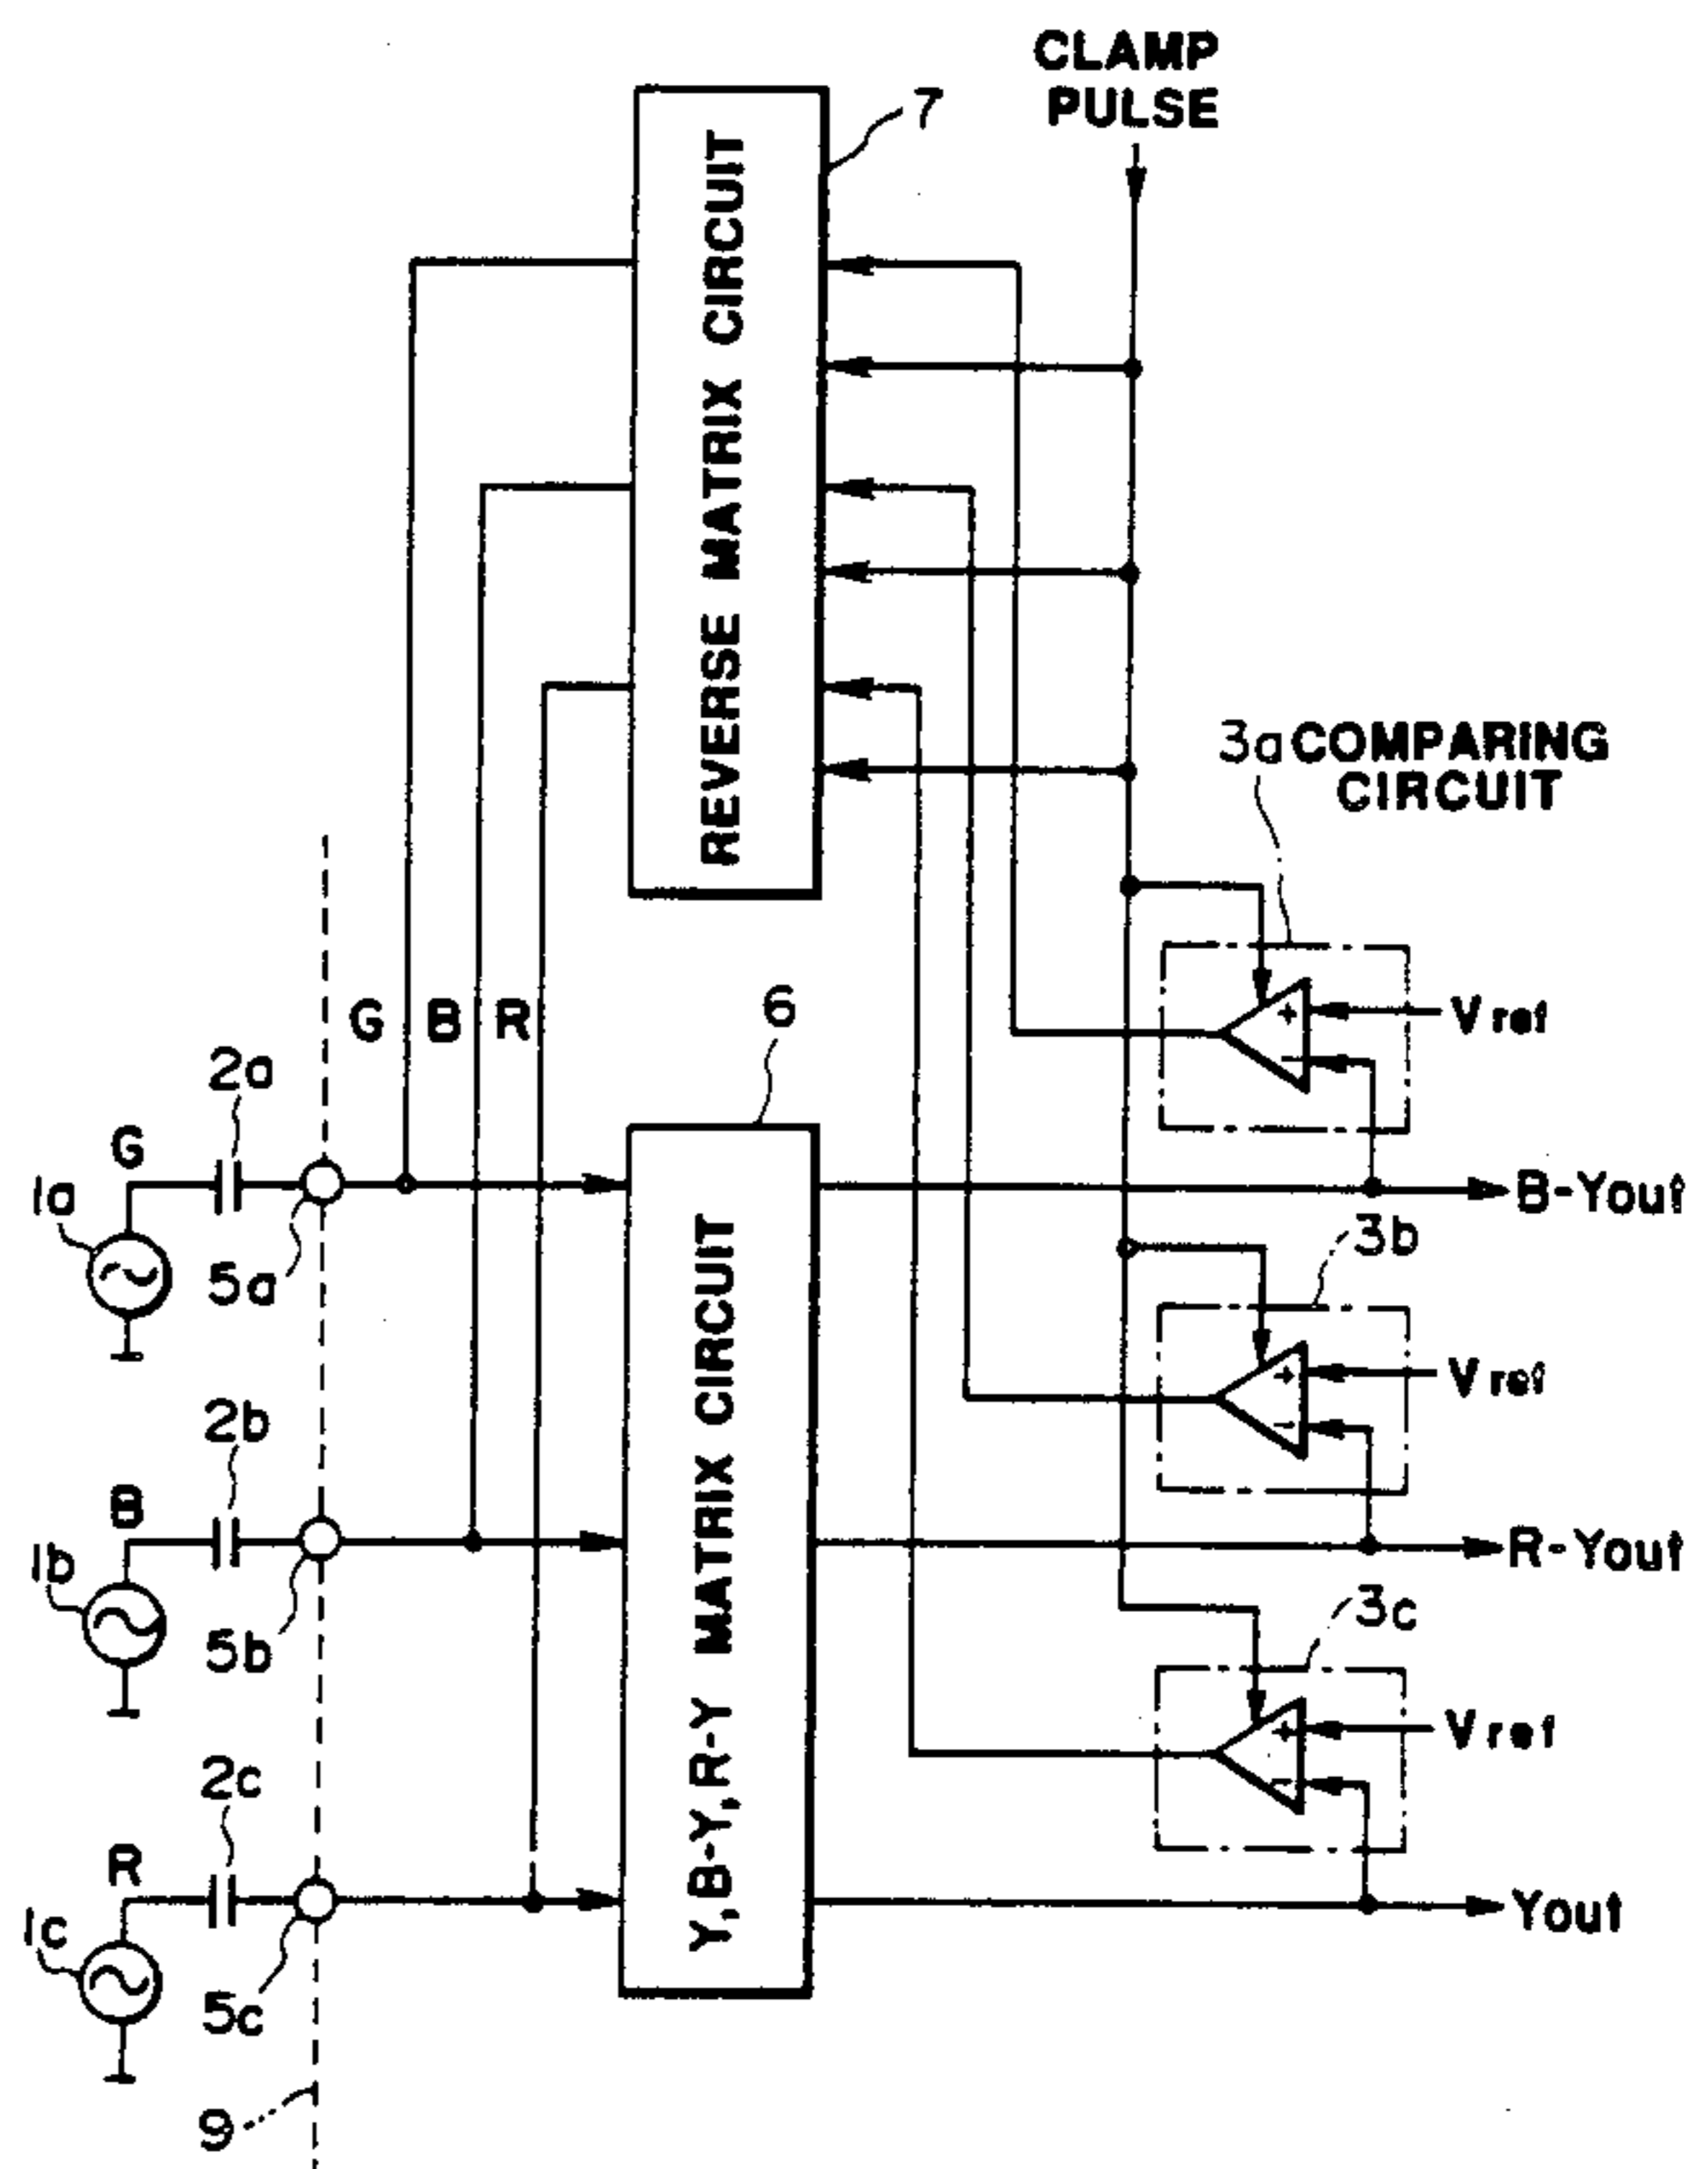 CLAMP
PULSE
7
REVERSE MATRIX CIRCUIT
3a COMPARING
CIRCUIT
G B R
6
+
Vref
-
2a
G
1a
5a
B-Yout
3b
Y, B-Y, R-Y MATRIX CIRCUIT
+
Vref
-
2b
B
1b
5b
R-Yout
3c
+
Vref
-
2c
R
1c
5c
Yout
9